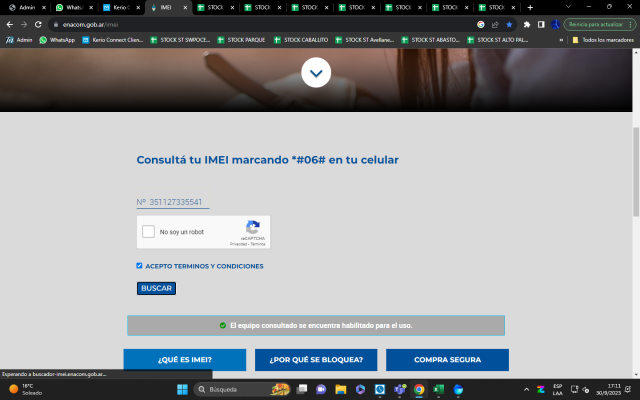 Admin
Whats
Kerio C
IMEI
STOCK
STOCK
STOCK
STOCK
STOCK
STOCK
STOCK
enacom.gob.ar/imei
Reinicia para actualizar
Admin
WhatsApp
Kerio Connect Clien...
STOCK ST SWPOCE...
STOCK PARQUE
STOCK CABALLITO
STOCK ST Avellane...
STOCK ST ABASTO...
STOCK ST ALTO PAL...
»
Todos los marcadores
Consultá tu IMEI marcando *#06# en tu celular
Nº 351127335541
No soy un robot
reCAPTCHA
Privacidad - Términos
ACEPTO TERMINOS Y CONDICIONES
BUSCAR
El equipo consultado se encuentra habilitado para el uso.
¿QUÉ ES IMEI?
¿POR QUÉ SE BLOQUEA?
COMPRA SEGURA
Esperando a buscador-imei.enacom.gob.ar...
16°C
Soleado
Búsqueda
ESP
LAA
17:11
30/9/2023